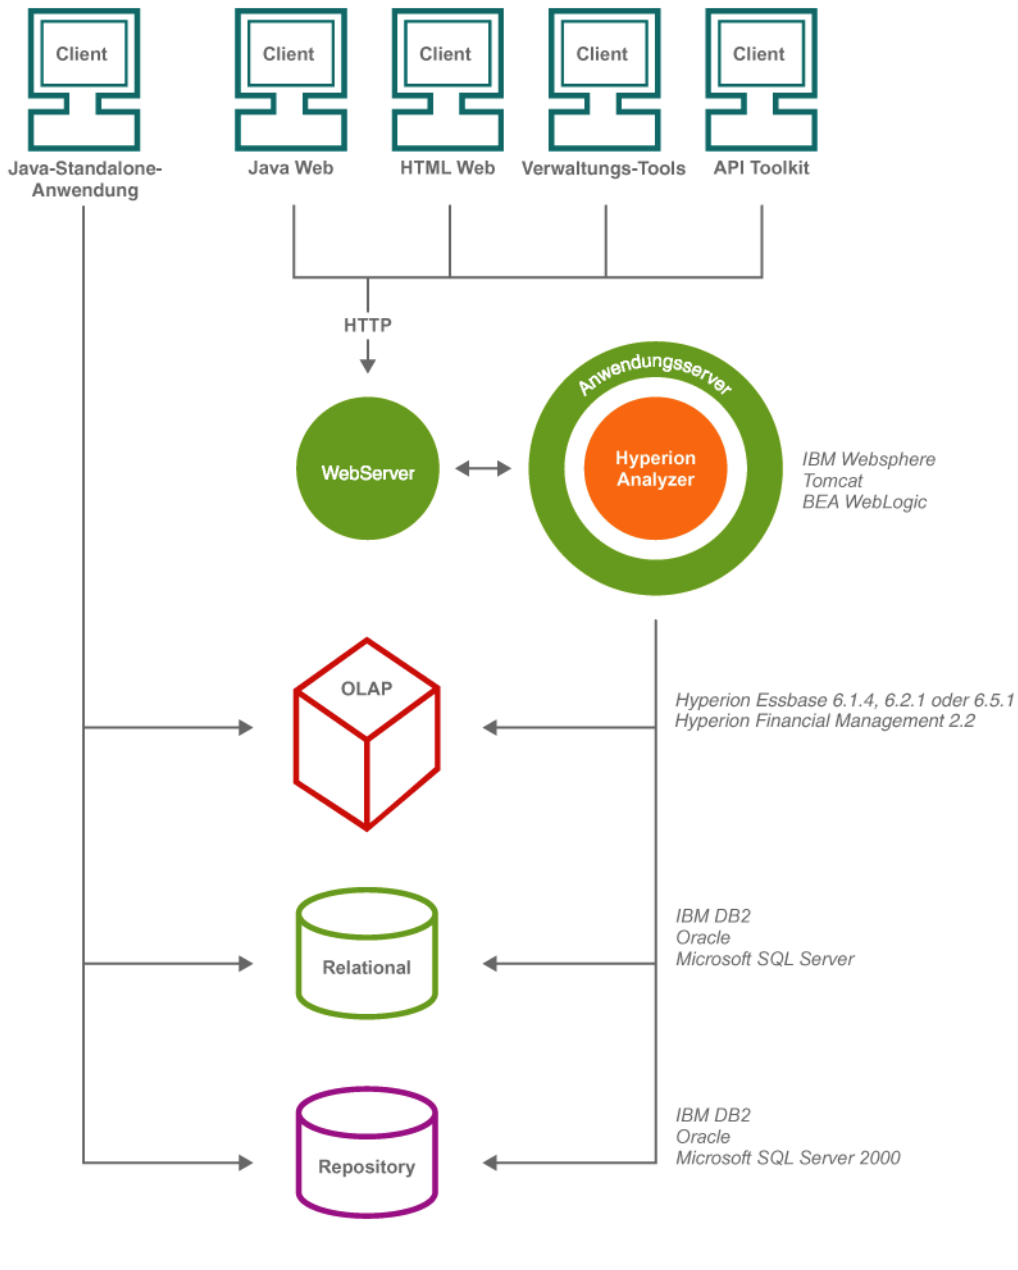 Client
Client
Client
Client
Client
Java-Standalone-
Anwendung
Java Web
HTML Web
Verwaltungs-Tools
API Toolkit
HTTP
Anwendungsserver
WebServer
Hyperion
Analyzer
IBM Websphere
Tomcat
BEA WebLogic
OLAP
Hyperion Essbase 6.1.4, 6.2.1 oder 6.5.1
Hyperion Financial Management 2.2
Relational
IBM DB2
Oracle
Microsoft SQL Server
Repository
IBM DB2
Oracle
Microsoft SQL Server 2000